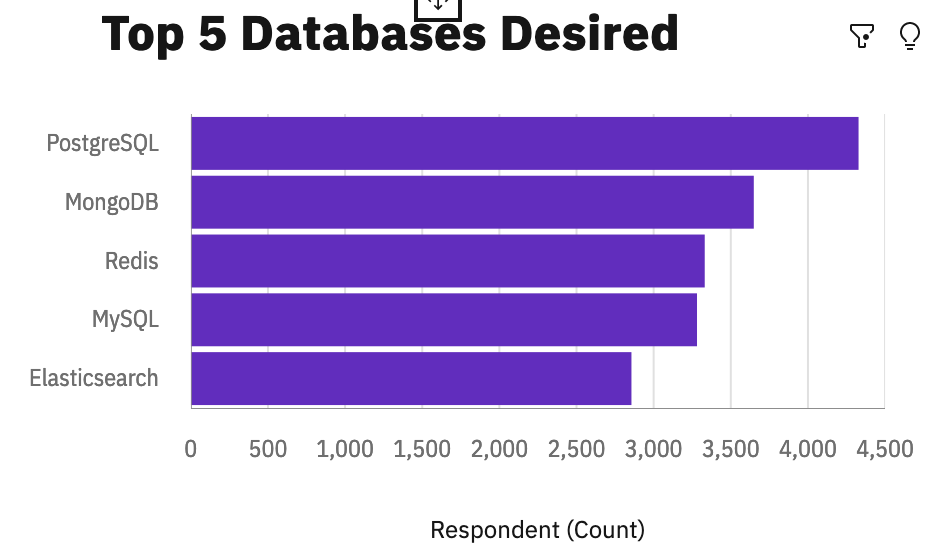 Top 5 Databases Desired
PostgreSQL
MongoDB
Redis
MySQL
Elasticsearch
0 500 1,000 1,500 2,000 2,500 3,000 3,500 4,000 4,500
Respondent (Count)